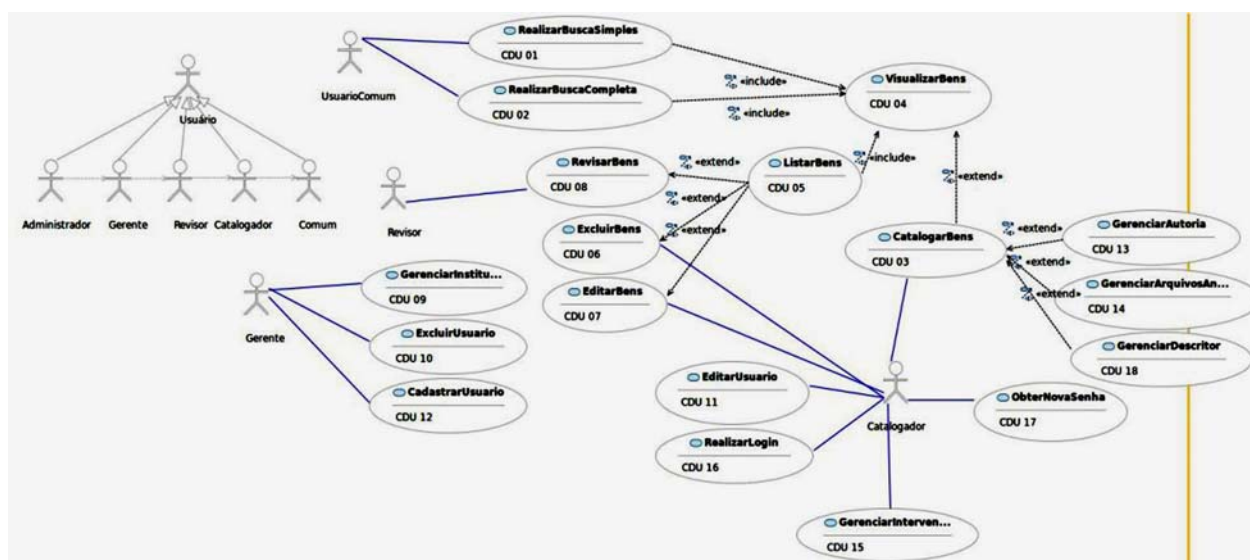 RealizarBuscaSimples
CDU 01
UsuarioComum
RealizarBuscaCompleta
CDU 02
«include»
«include»
VisualizarBens
CDU 04
Usuário
Administrador
Gerente
Revisor
Catalogador
Comum
Revisor
RevisarBens
CDU 08
«extend»
«extend»
«extend»
ListarBens
CDU 05
«include»
«extend»
ExcluirBens
CDU 06
EditarBens
CDU 07
CatalogarBens
CDU 03
«extend»
«extend»
«extend»
GerenciarAutoria
CDU 13
GerenciarArquivosAn...
CDU 14
GerenciarDescritor
CDU 18
Gerente
GerenciarInstitu...
CDU 09
ExcluirUsuario
CDU 10
CadastrarUsuario
CDU 12
EditarUsuario
CDU 11
RealizarLogin
CDU 16
Catalogador
ObterNovaSenha
CDU 17
GerenciarInterven...
CDU 15